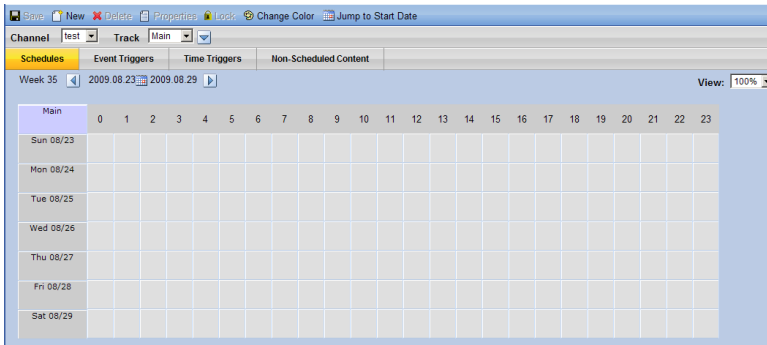 Save New Delete Properties Lock Change Color Jump to Start Date
Channel test Track Main
Schedules Event Triggers Time Triggers Non-Scheduled Content
Week 35 2009.08.23 2009.08.29 View: 100%
Main 0 1 2 3 4 5 6 7 8 9 10 11 12 13 14 15 16 17 18 19 20 21 22 23
Sun 08/23
Mon 08/24
Tue 08/25
Wed 08/26
Thu 08/27
Fri 08/28
Sat 08/29